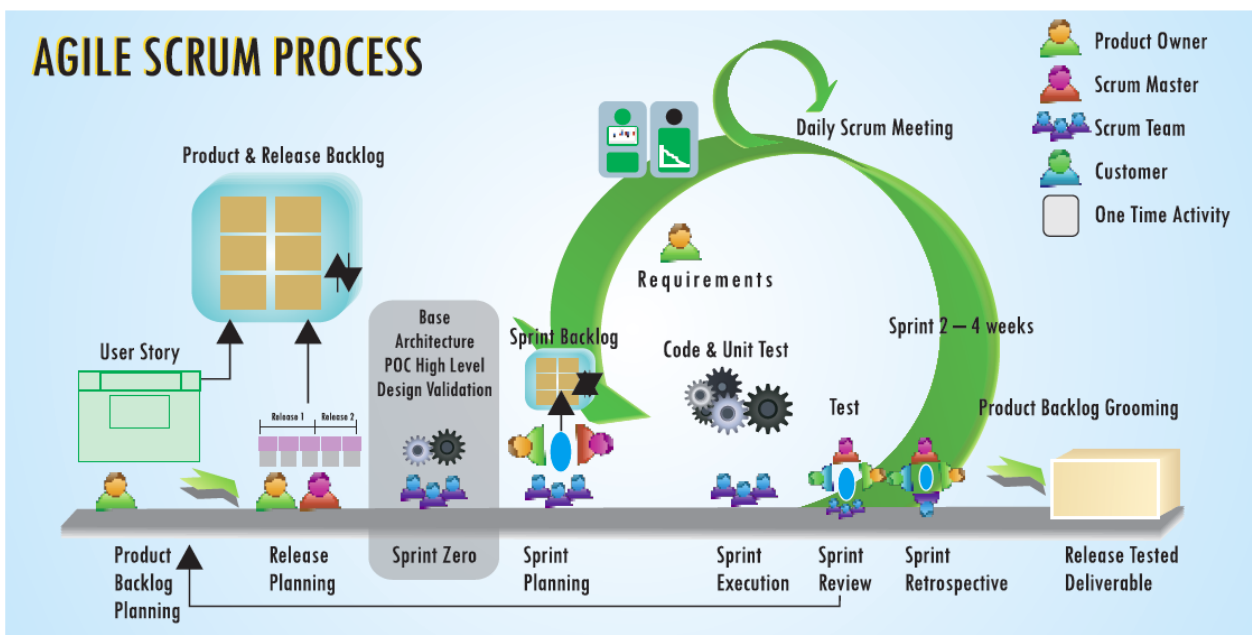 AGILE SCRUM PROCESS
Product Owner
Scrum Master
Scrum Team
Customer
One Time Activity
Daily Scrum Meeting
Product & Release Backlog
Requirements
Base
Architecture
POC High Level
Design Validation
Sprint Backlog
Sprint 2 – 4 weeks
User Story
Code & Unit Test
Release 1
Release 2
Test
Product Backlog Grooming
Product
Backlog
Planning
Release
Planning
Sprint Zero
Sprint
Planning
Sprint
Execution
Sprint
Review
Sprint
Retrospective
Release Tested
Deliverable